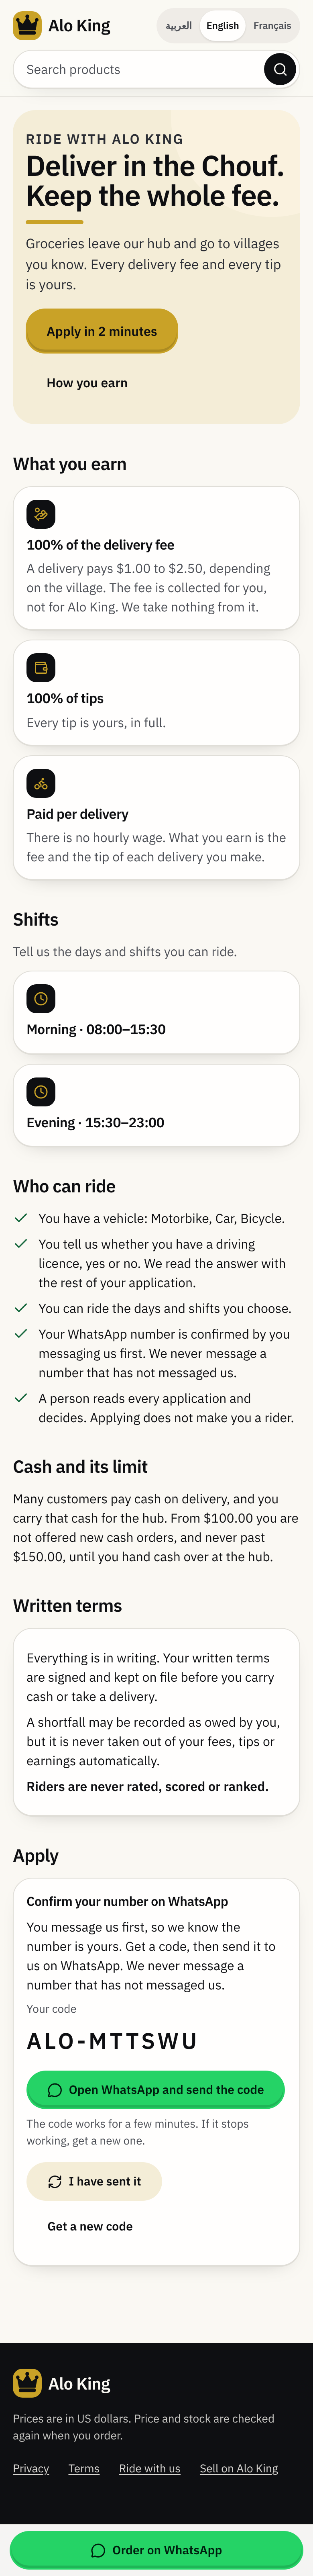 Alo King
العربية English Français
Search products
RIDE WITH ALO KING
Deliver in the Chouf.
Keep the whole fee.
Groceries leave our hub and go to villages
you know. Every delivery fee and every tip
is yours.
Apply in 2 minutes
How you earn
What you earn
100% of the delivery fee
A delivery pays $1.00 to $2.50, depending
on the village. The fee is collected for you,
not for Alo King. We take nothing from it.
100% of tips
Every tip is yours, in full.
Paid per delivery
There is no hourly wage. What you earn is the
fee and the tip of each delivery you make.
Shifts
Tell us the days and shifts you can ride.
Morning · 08:00–15:30
Evening · 15:30–23:00
Who can ride
You have a vehicle: Motorbike, Car, Bicycle.
You tell us whether you have a driving
licence, yes or no. We read the answer with
the rest of your application.
You can ride the days and shifts you choose.
Your WhatsApp number is confirmed by you
messaging us first. We never message a
number that has not messaged us.
A person reads every application and
decides. Applying does not make you a rider.
Cash and its limit
Many customers pay cash on delivery, and you
carry that cash for the hub. From $100.00 you are
not offered new cash orders, and never past
$150.00, until you hand cash over at the hub.
Written terms
Everything is in writing. Your written terms
are signed and kept on file before you carry
cash or take a delivery.
A shortfall may be recorded as owed by you,
but it is never taken out of your fees, tips or
earnings automatically.
Riders are never rated, scored or ranked.
Apply
Confirm your number on WhatsApp
You message us first, so we know the
number is yours. Get a code, then send it to
us on WhatsApp. We never message a
number that has not messaged us.
Your code
ALO-MTTSWU
Open WhatsApp and send the code
The code works for a few minutes. If it stops
working, get a new one.
I have sent it
Get a new code
Alo King
Prices are in US dollars. Price and stock are checked
again when you order.
Privacy Terms Ride with us Sell on Alo King
Order on WhatsApp